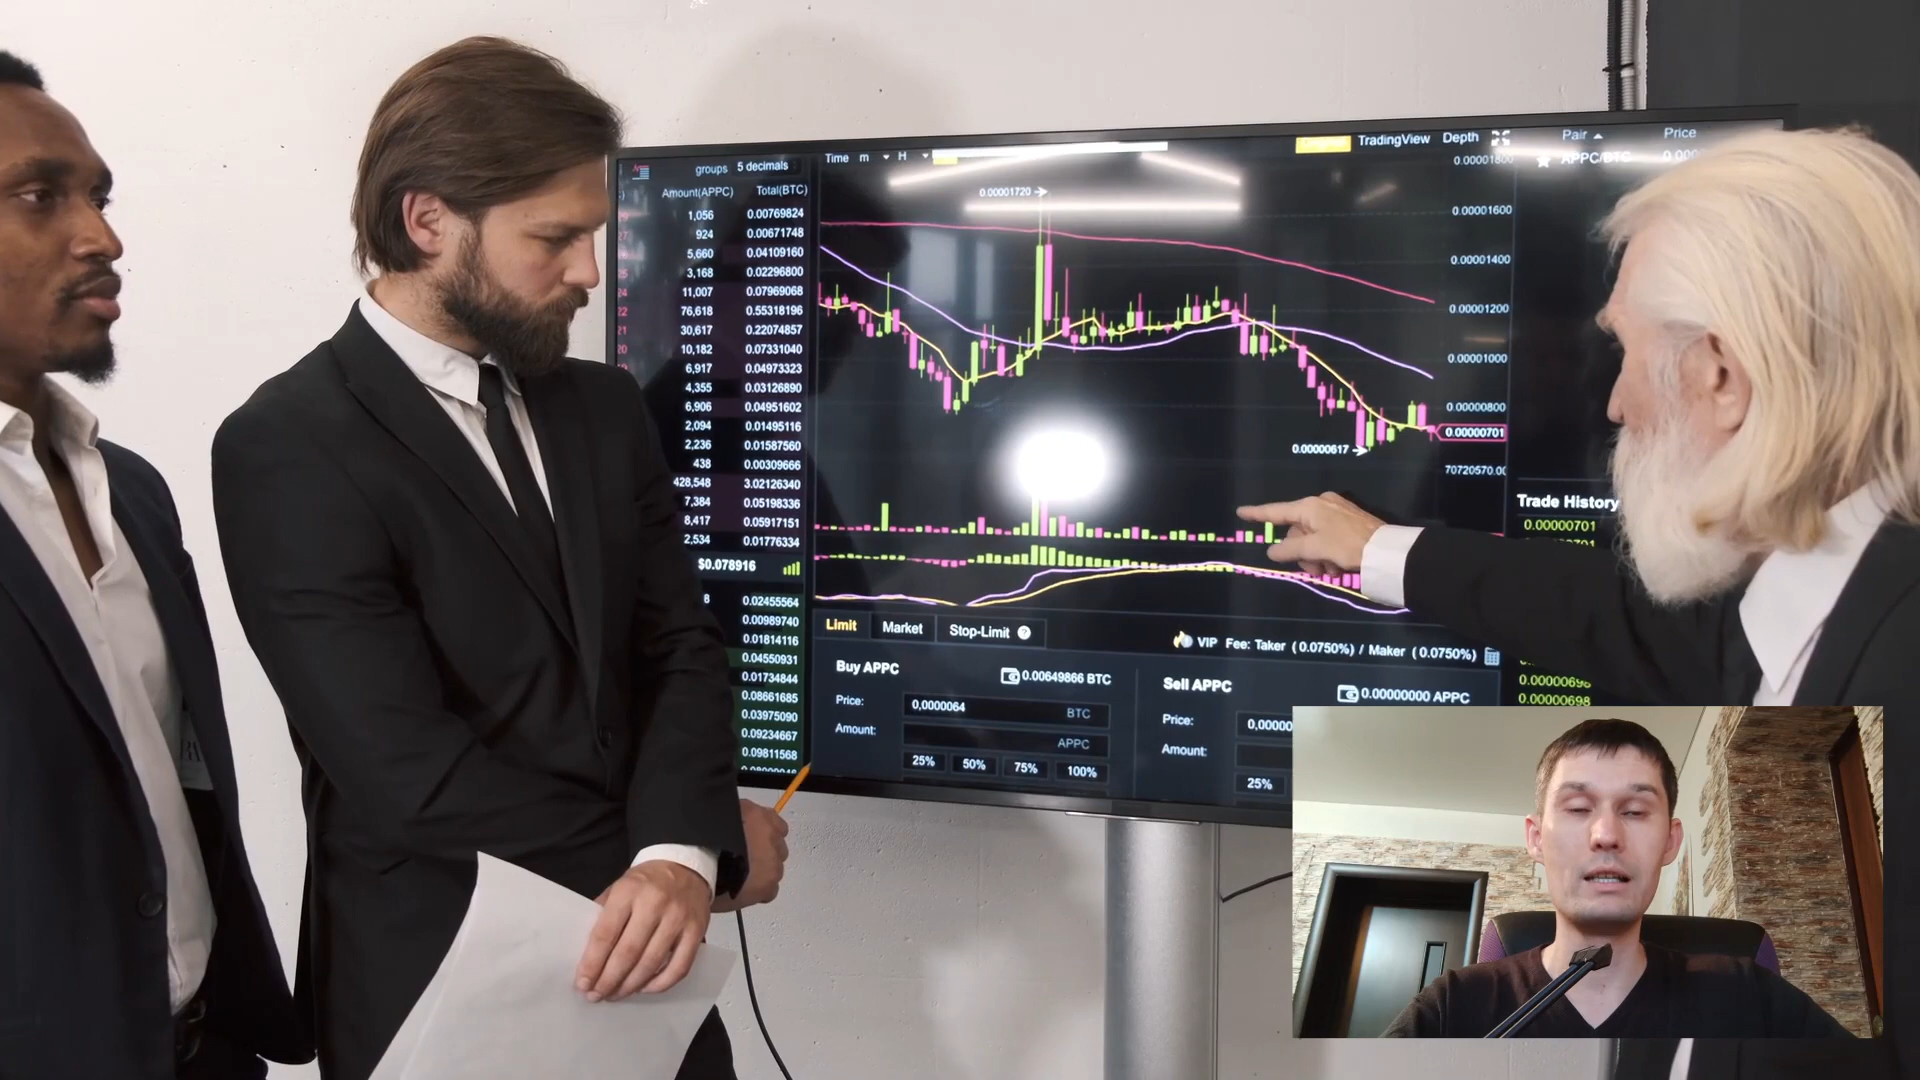 groups 5 decimals
Amount(APPC) Total(BTC)
1,056 0.00769824
924 0.00671748
5,660 0.04109160
3,168 0.02296800
11,007 0.07969068
76,618 0.55318196
30,617 0.22074857
10,182 0.07331040
6,917 0.04973323
4,355 0.03126890
6,906 0.04951602
2,094 0.01495116
2,236 0.01587560
438 0.00309666
428,548 3.02126340
7,384 0.05198336
8,417 0.05917151
2,534 0.01776334
$0.078916
8 0.02455564
0.00989740
0.01814116
0.04550931
0.01734844
0.08661685
0.03975090
0.09234667
0.09811568
Time m H
TradingView Depth
0.00001720
0.00001800
0.00001600
0.00001400
0.00001200
0.00001000
0.00000800
0.00000701
0.00000617
70720570.00
Limit Market Stop-Limit
VIP Fee: Taker (0.0750%) / Maker (0.0750%)
Buy APPC 0.00649866 BTC
Price: 0,0000064 BTC
Amount: APPC
25% 50% 75% 100%
Sell APPC 0.00000000 APPC
Price: 0,00000
Amount:
25%
Pair Price
APPC/BTC
Trade History
0.00000701
0.00000698
0.00000698